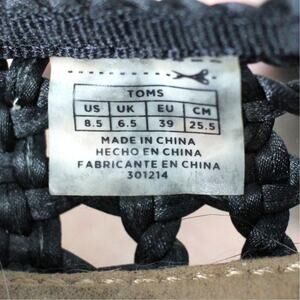 TOMS
US UK EU CM
8.5 6.5 39 25.5
MADE IN CHINA
HECHO EN CHINA
FABRICANTE EN CHINA
301214